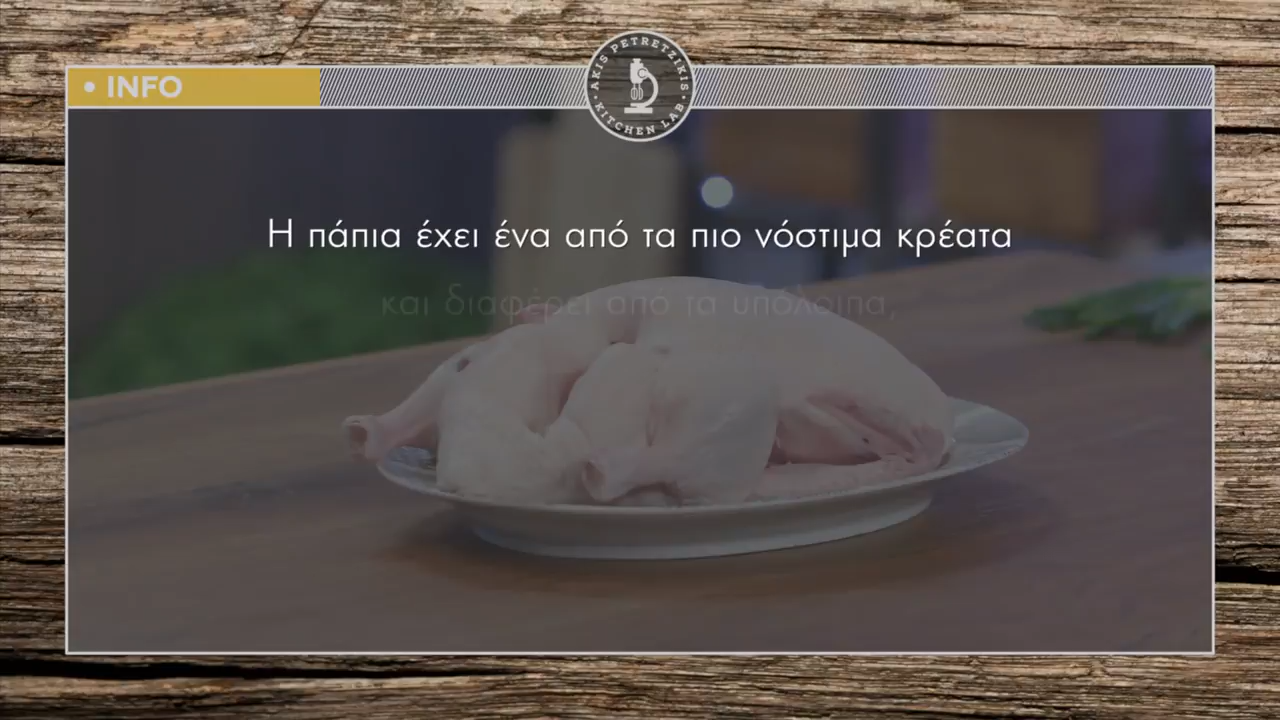 • INFO
AKIS PETRETZIKIS
• KITCHEN LAB •
Η πάπια έχει ένα από τα πιο νόστιμα κρέατα
και διαφέρει από τα υπόλοιπα,